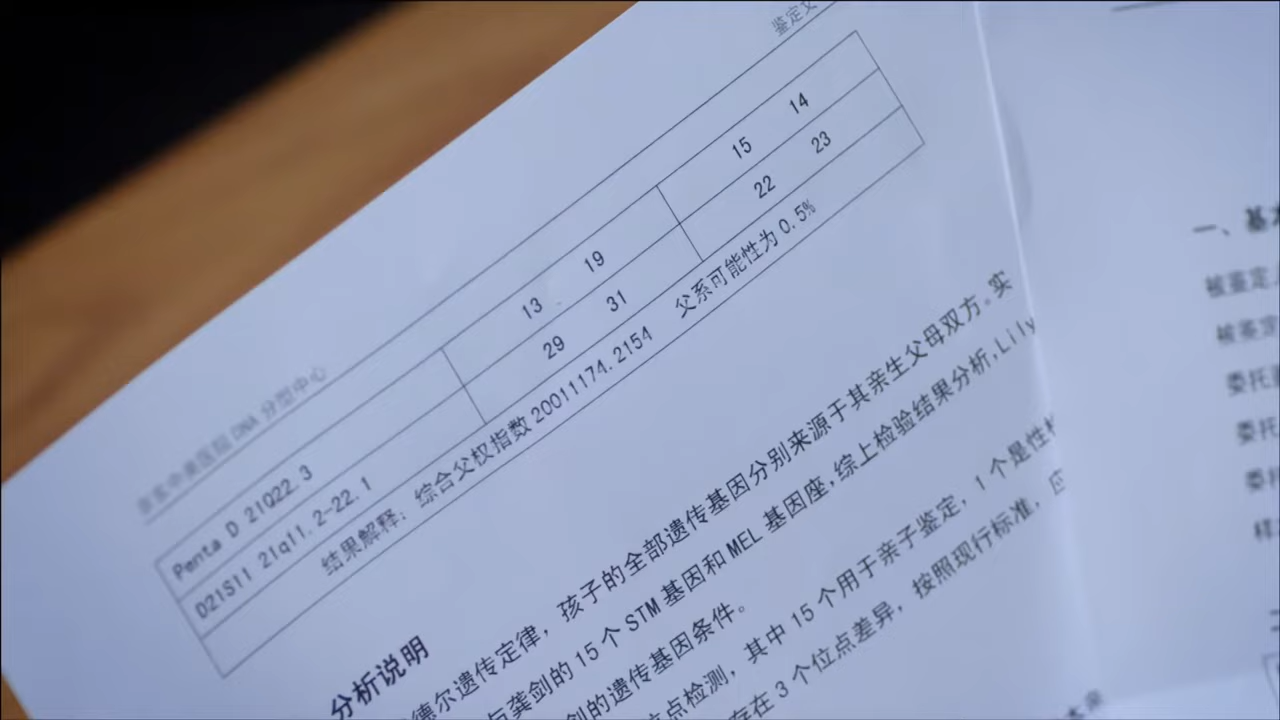 鉴定文
DNA 分型中心
Penta D 21Q22.3 13 19 15 14
D21S11 21q11.2-22.1 29 31 22 23
结果解释：综合父权指数 20011174.2154 父系可能性为 0.5%
分析说明
德尔遗传定律，孩子的全部遗传基因分别来源于其亲生父母双方。实
与龚剑的 15 个 STM 基因和 MEL 基因座,综上检验结果分析,Lily
剑的遗传基因条件。
点检测，其中 15 个用于亲子鉴定，1 个是性
存在 3 个位点差异，按照现行标准，应
一、基本
被鉴定
被鉴定
委托
委托
委托
样